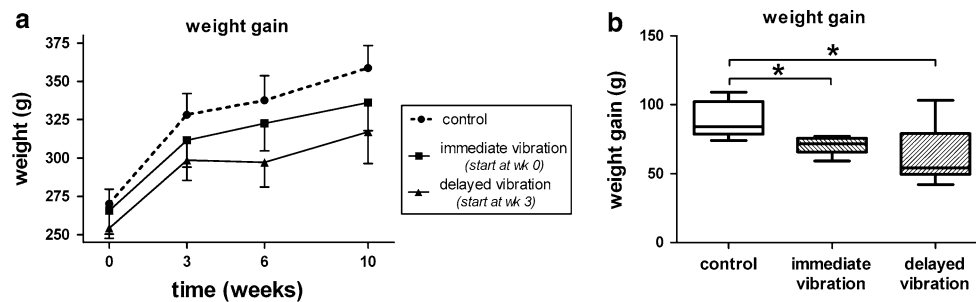 a
weight gain
weight (g)
375
350
325
300
275
250
0
3
6
10
time (weeks)
control
immediate vibration
(start at wk 0)
delayed vibration
(start at wk 3)
b
weight gain
weight gain (g)
150
100
50
0
*
*
control
immediate
vibration
delayed
vibration